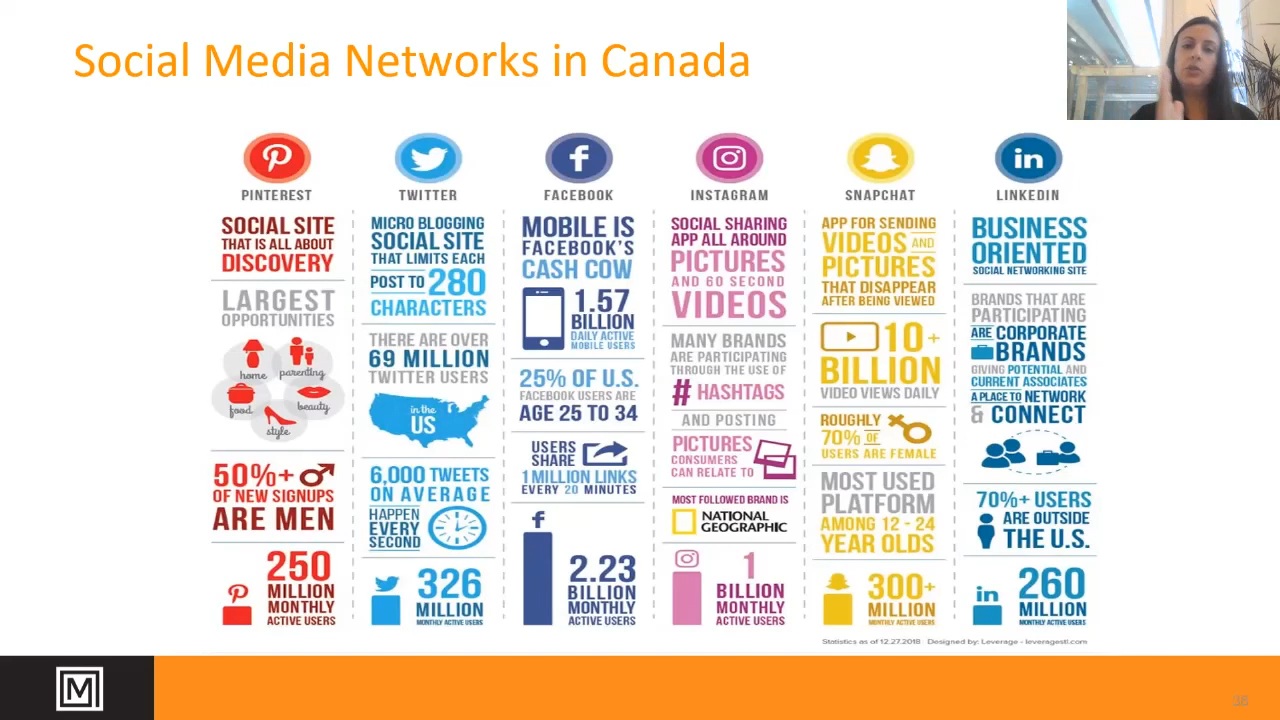 Social Media Networks in Canada
PINTEREST
SOCIAL SITE
THAT IS ALL ABOUT
DISCOVERY
LARGEST
OPPORTUNITIES
home
parenting
food
beauty
style
50%+
OF NEW SIGNUPS
ARE MEN
250
MILLION
MONTHLY
ACTIVE USERS
TWITTER
MICRO BLOGGING
SOCIAL SITE
THAT LIMITS EACH
POST TO 280
CHARACTERS
THERE ARE OVER
69 MILLION
TWITTER USERS
in the
US
6,000 TWEETS
ON AVERAGE
HAPPEN
EVERY
SECOND
326
MILLION
MONTHLY ACTIVE USERS
FACEBOOK
MOBILE IS
FACEBOOK'S
CASH COW
1.57
BILLION
DAILY ACTIVE
MOBILE USERS
25% OF U.S.
FACEBOOK USERS ARE
AGE 25 TO 34
USERS
SHARE
1 MILLION LINKS
EVERY 20 MINUTES
2.23
BILLION
MONTHLY
ACTIVE USERS
INSTAGRAM
SOCIAL SHARING
APP ALL AROUND
PICTURES
AND 60 SECOND
VIDEOS
MANY BRANDS
ARE PARTICIPATING
THROUGH THE USE OF
# HASHTAGS
AND POSTING
PICTURES
CONSUMERS
CAN RELATE TO
MOST FOLLOWED BRAND IS
NATIONAL
GEOGRAPHIC
1
BILLION
MONTHLY
ACTIVE USERS
SNAPCHAT
APP FOR SENDING
VIDEOS AND
PICTURES
THAT DISAPPEAR
AFTER BEING VIEWED
10+
BILLION
VIDEO VIEWS DAILY
ROUGHLY
70% OF
USERS ARE FEMALE
MOST USED
PLATFORM
AMONG 12 - 24
YEAR OLDS
300+
MILLION
MONTHLY ACTIVE USERS
LINKEDIN
BUSINESS
ORIENTED
SOCIAL NETWORKING SITE
BRANDS THAT ARE
PARTICIPATING
ARE CORPORATE
BRANDS
GIVING POTENTIAL AND
CURRENT ASSOCIATES
A PLACE TO NETWORK
& CONNECT
70%+ USERS
ARE OUTSIDE
THE U.S.
260
MILLION
MONTHLY ACTIVE USERS
Statistics as of 12.27.2018 Designed by: Leverage - leveragestl.com
M
36